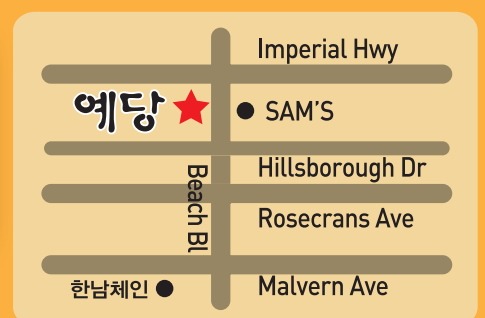 Imperial Hwy
예당
SAM'S
Hillsborough Dr
Beach Bl
Rosecrans Ave
한남체인
Malvern Ave